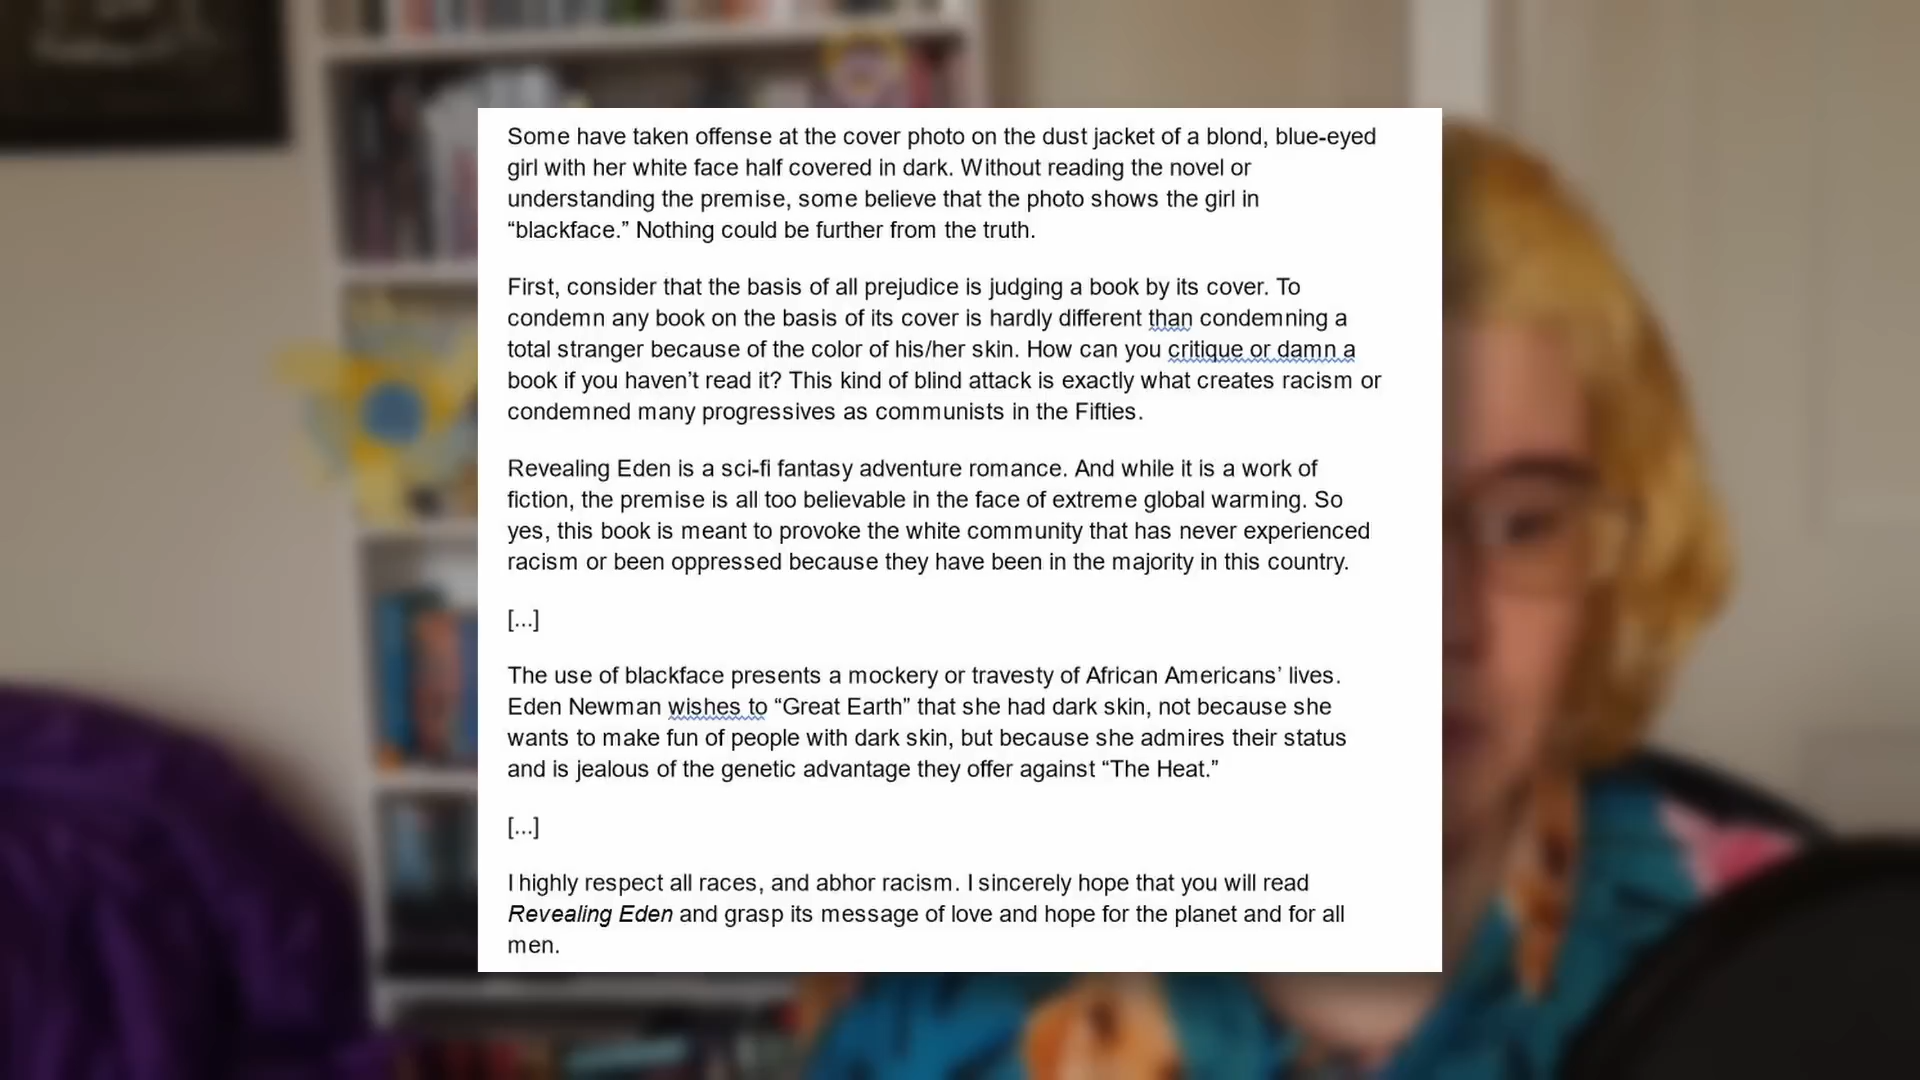 Some have taken offense at the cover photo on the dust jacket of a blond, blue-eyed
girl with her white face half covered in dark. Without reading the novel or
understanding the premise, some believe that the photo shows the girl in
“blackface.” Nothing could be further from the truth.
First, consider that the basis of all prejudice is judging a book by its cover. To
condemn any book on the basis of its cover is hardly different than condemning a
total stranger because of the color of his/her skin. How can you critique or damn a
book if you haven’t read it? This kind of blind attack is exactly what creates racism or
condemned many progressives as communists in the Fifties.
Revealing Eden is a sci-fi fantasy adventure romance. And while it is a work of
fiction, the premise is all too believable in the face of extreme global warming. So
yes, this book is meant to provoke the white community that has never experienced
racism or been oppressed because they have been in the majority in this country.
[...]
The use of blackface presents a mockery or travesty of African Americans’ lives.
Eden Newman wishes to “Great Earth” that she had dark skin, not because she
wants to make fun of people with dark skin, but because she admires their status
and is jealous of the genetic advantage they offer against “The Heat.”
[...]
I highly respect all races, and abhor racism. I sincerely hope that you will read
Revealing Eden and grasp its message of love and hope for the planet and for all
men.